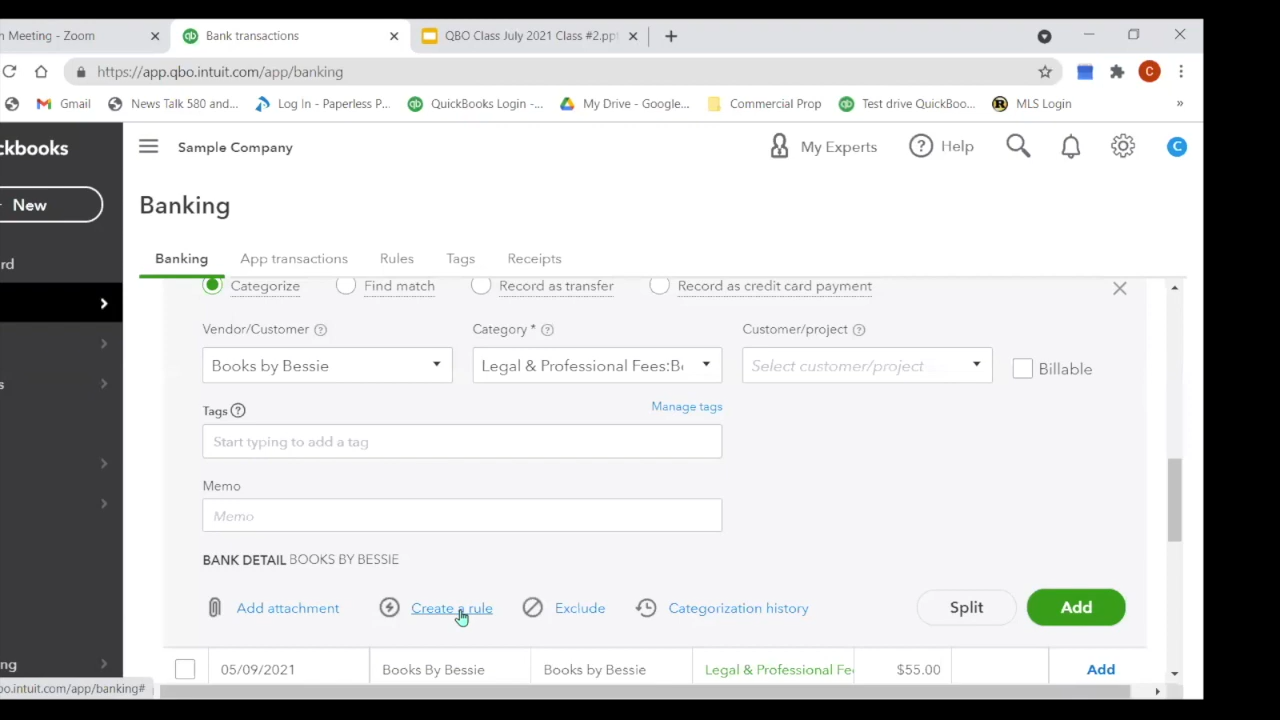 h Meeting - Zoom
Bank transactions
QBO Class July 2021 Class #2.ppt
https://app.qbo.intuit.com/app/banking
C
Gmail
News Talk 580 and...
Log In - Paperless P...
QuickBooks Login -...
My Drive - Google...
Commercial Prop
Test drive QuickBoo...
MLS Login
»
ckbooks
Sample Company
My Experts
Help
C
New
Banking
rd
Banking
App transactions
Rules
Tags
Receipts
Categorize
Find match
Record as transfer
Record as credit card payment
Vendor/Customer
Category *
Customer/project
Books by Bessie
Legal & Professional Fees:B
Select customer/project
Billable
s
Tags
Manage tags
Start typing to add a tag
Memo
Memo
BANK DETAIL BOOKS BY BESSIE
Add attachment
Create a rule
Exclude
Categorization history
Split
Add
ng
05/09/2021
Books By Bessie
Books by Bessie
Legal & Professional Fe
$55.00
Add
bo.intuit.com/app/banking#